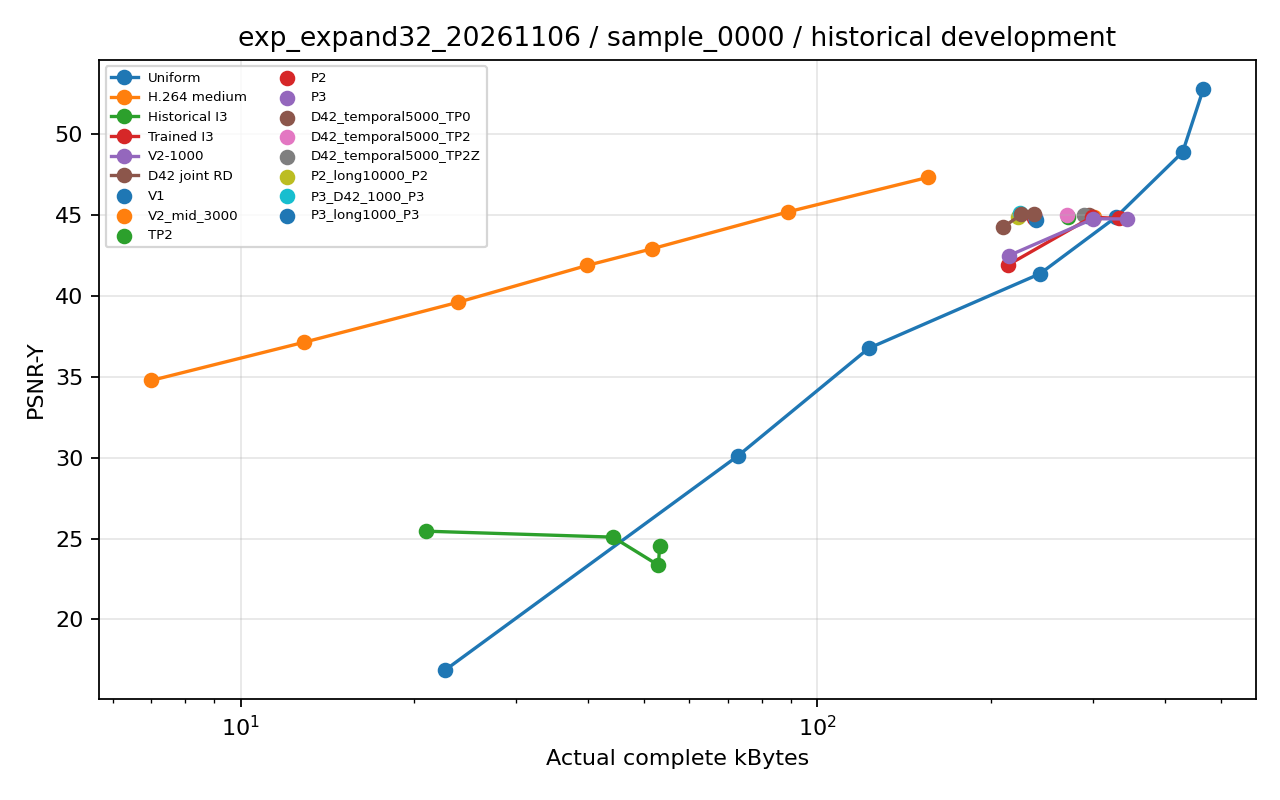 exp_expand32_20261106 / sample_0000 / historical development
Uniform
H.264 medium
Historical I3
Trained I3
V2-1000
D42 joint RD
V1
V2_mid_3000
TP2
P2
P3
D42_temporal5000_TP0
D42_temporal5000_TP2
D42_temporal5000_TP2Z
P2_long10000_P2
P3_D42_1000_P3
P3_long1000_P3
PSNR-Y
50
45
40
35
30
25
20
10¹
10²
Actual complete kBytes